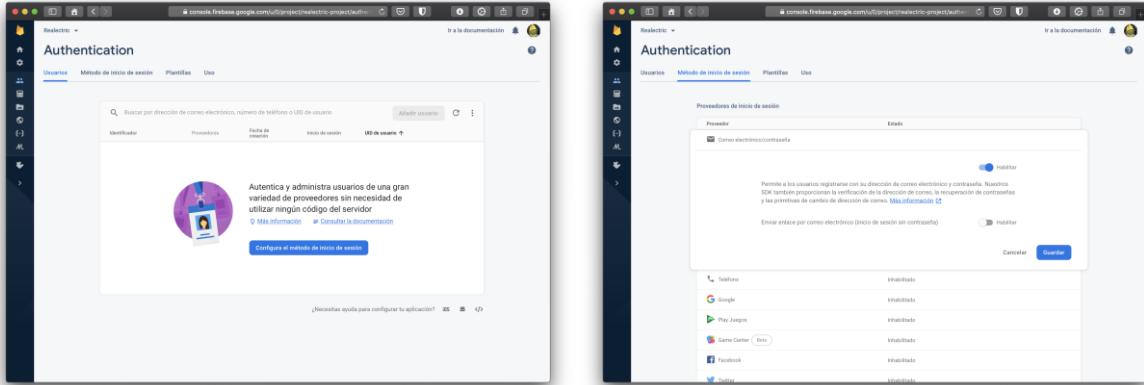 console.firebase.google.com/u/0/project/realectric-project/authe
Realectric
Ir a la documentación
Authentication
Usuarios Método de inicio de sesión Plantillas Uso
Buscar por dirección de correo electrónico, número de teléfono o UID de usuario
Añadir usuario
Identificador Proveedores Fecha de creación Inicio de sesión UID de usuario ↑
Autentica y administra usuarios de una gran
variedad de proveedores sin necesidad de
utilizar ningún código del servidor
Más información Consultar la documentación
Configura el método de inicio de sesión
¿Necesitas ayuda para configurar tu aplicación?
console.firebase.google.com/u/0/project/realectric-project/authe
Realectric
Ir a la documentación
Authentication
Usuarios Método de inicio de sesión Plantillas Uso
Proveedores de inicio de sesión
Proveedor Estado
Correo electrónico/contraseña
Habilitar
Permite a los usuarios registrarse con su dirección de correo electrónico y contraseña. Nuestros
SDK también proporcionan la verificación de la dirección de correo, la recuperación de contraseñas
y las primitivas de cambio de dirección de correo. Más información
Enviar enlace por correo electrónico (inicio de sesión sin contraseña) Habilitar
Cancelar Guardar
Teléfono Inhabilitado
Google Inhabilitado
Play Juegos Inhabilitado
Game Center Beta Inhabilitado
Facebook Inhabilitado
Twitter Inhabilitado